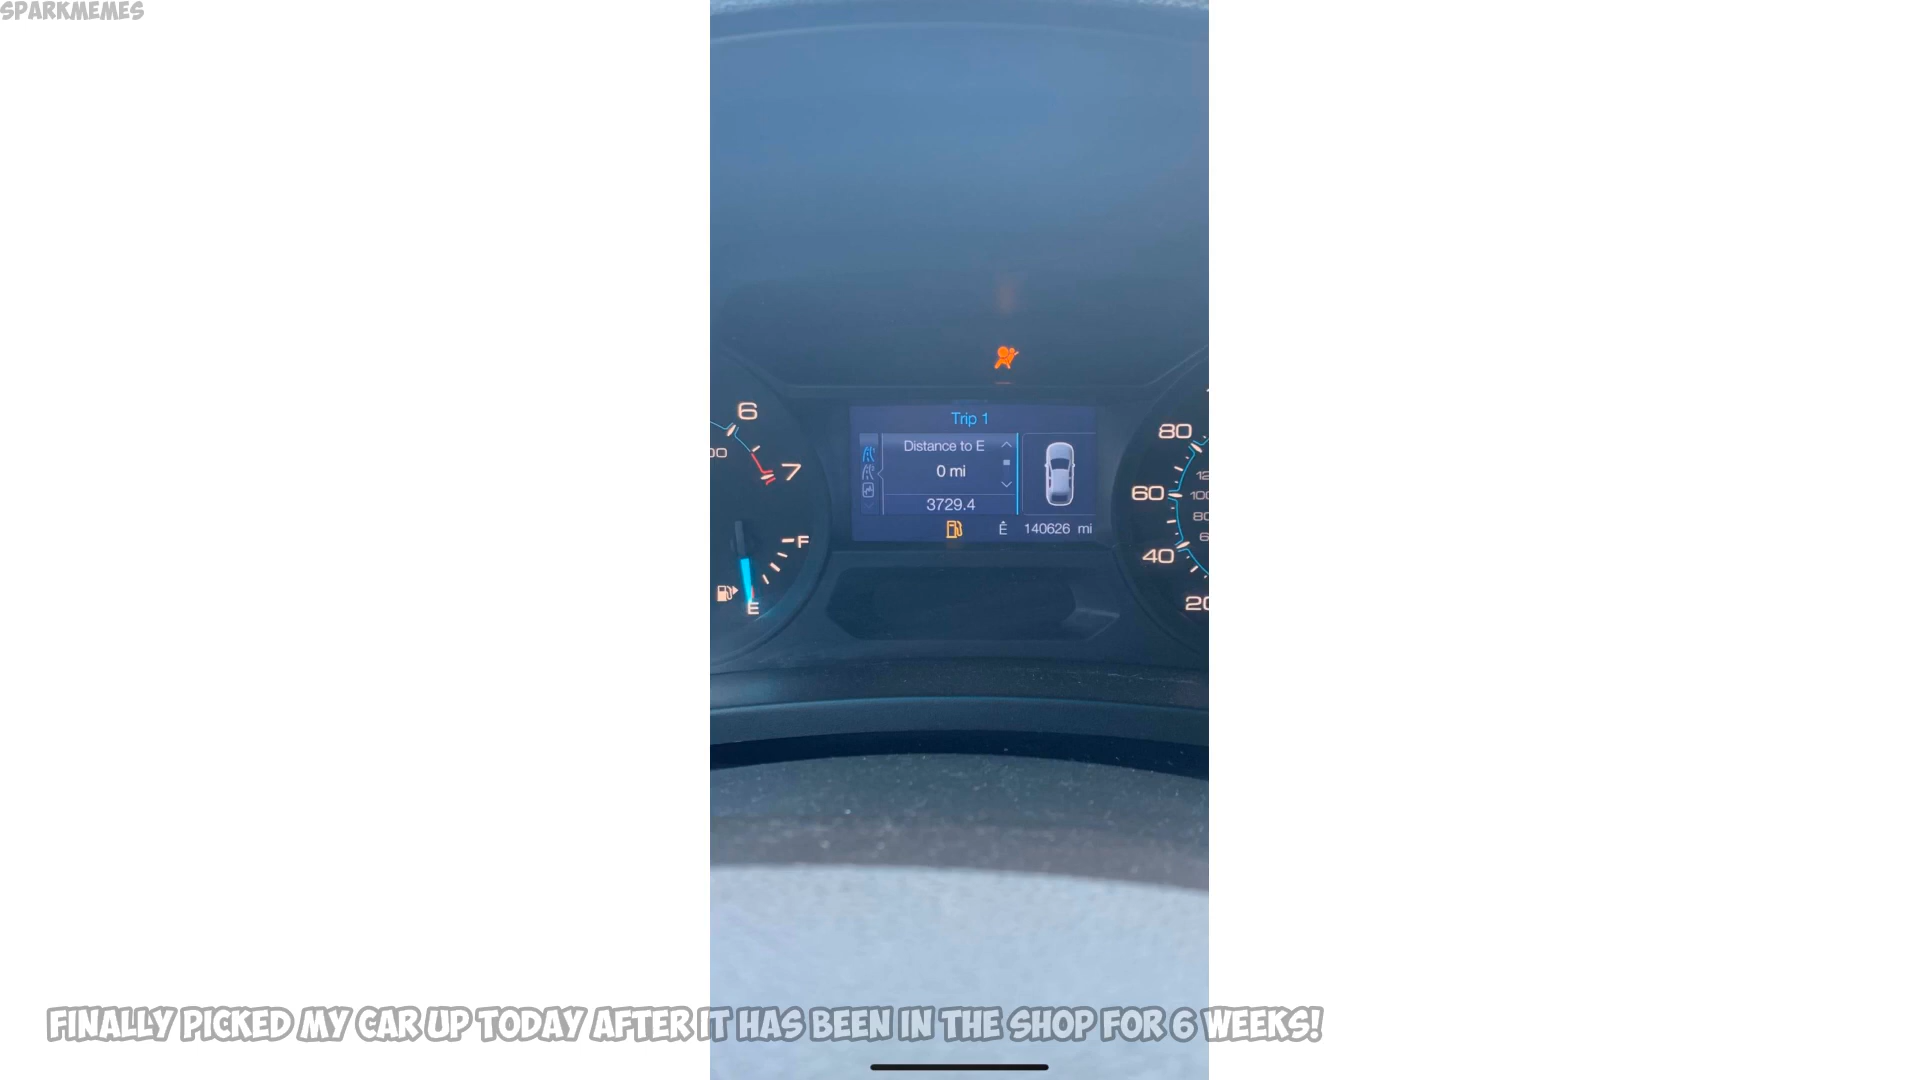 SPARKMEMES
6
7
F
E
Trip 1
Distance to E
0 mi
3729.4
E 140626 mi
80
60
40
FINALLY PICKED MY CAR UP TODAY AFTER IT HAS BEEN IN THE SHOP FOR 6 WEEKS!